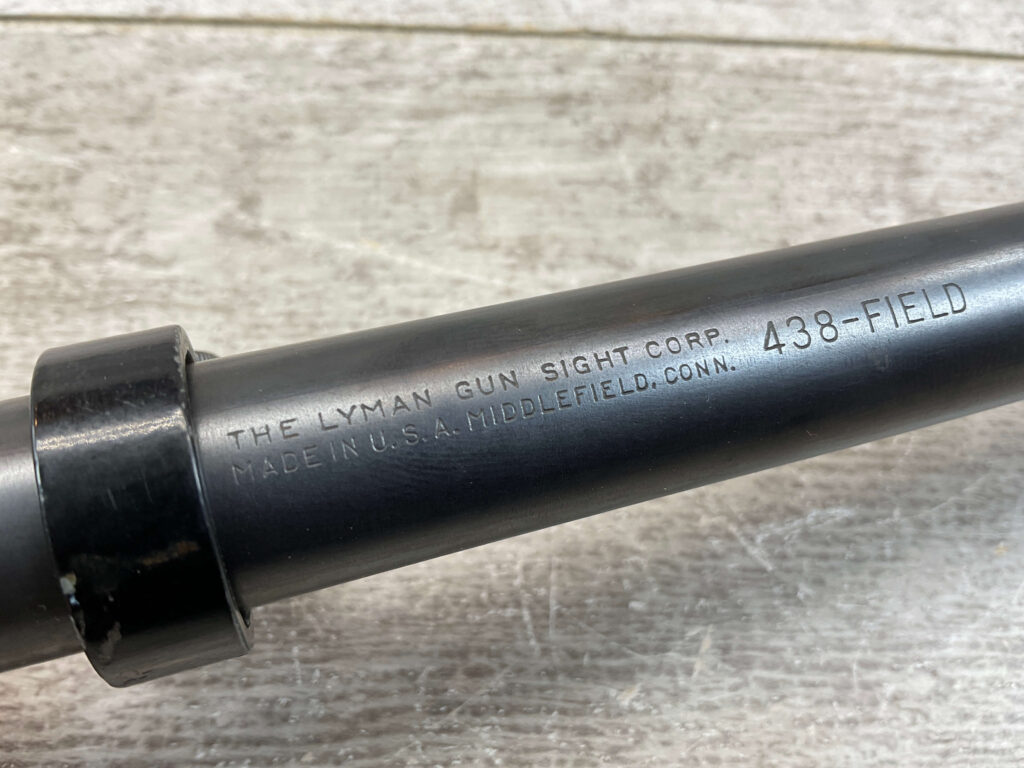 THE LYMAN GUN SIGHT CORP.
MADE IN U.S.A. MIDDLEFIELD, CONN.
438-FIELD